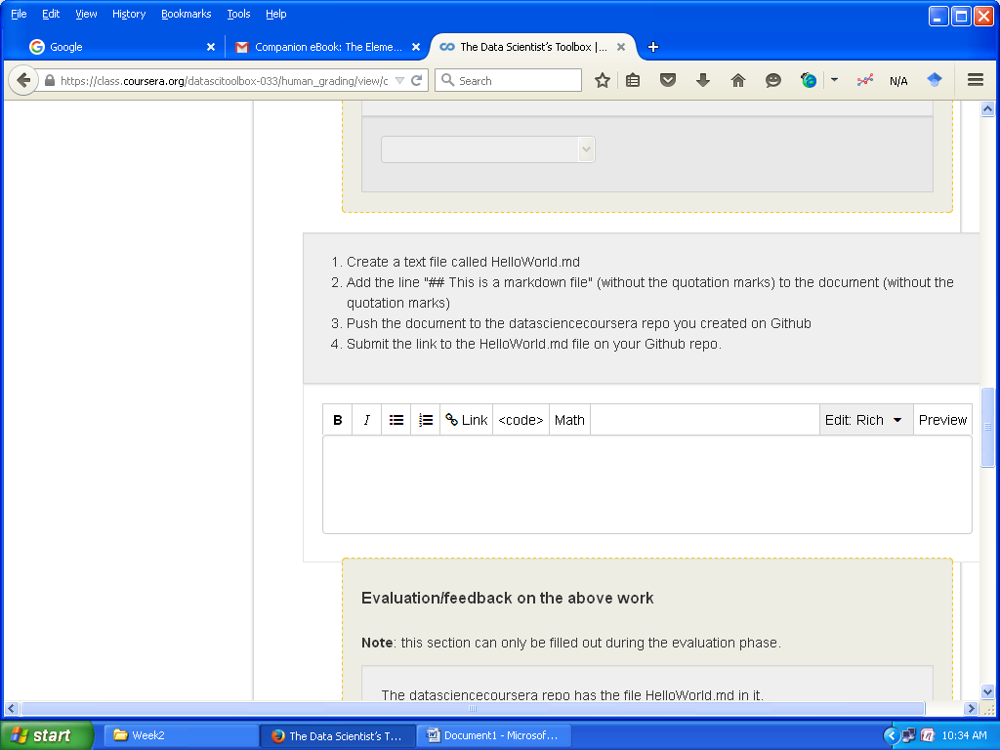 File Edit View History Bookmarks Tools Help
Google
Companion eBook: The Eleme...
The Data Scientist's Toolbox |...
https://class.coursera.org/datascitoolbox-033/human_grading/view/c
Search
N/A
1. Create a text file called HelloWorld.md
2. Add the line "## This is a markdown file" (without the quotation marks) to the document (without the
quotation marks)
3. Push the document to the datasciencecoursera repo you created on Github
4. Submit the link to the HelloWorld.md file on your Github repo.
B I Link <code> Math Edit: Rich Preview
Evaluation/feedback on the above work
Note: this section can only be filled out during the evaluation phase.
The datasciencecoursera repo has the file HelloWorld.md in it.
start Week2 The Data Scientist's T... Document1 - Microsof... 10:34 AM